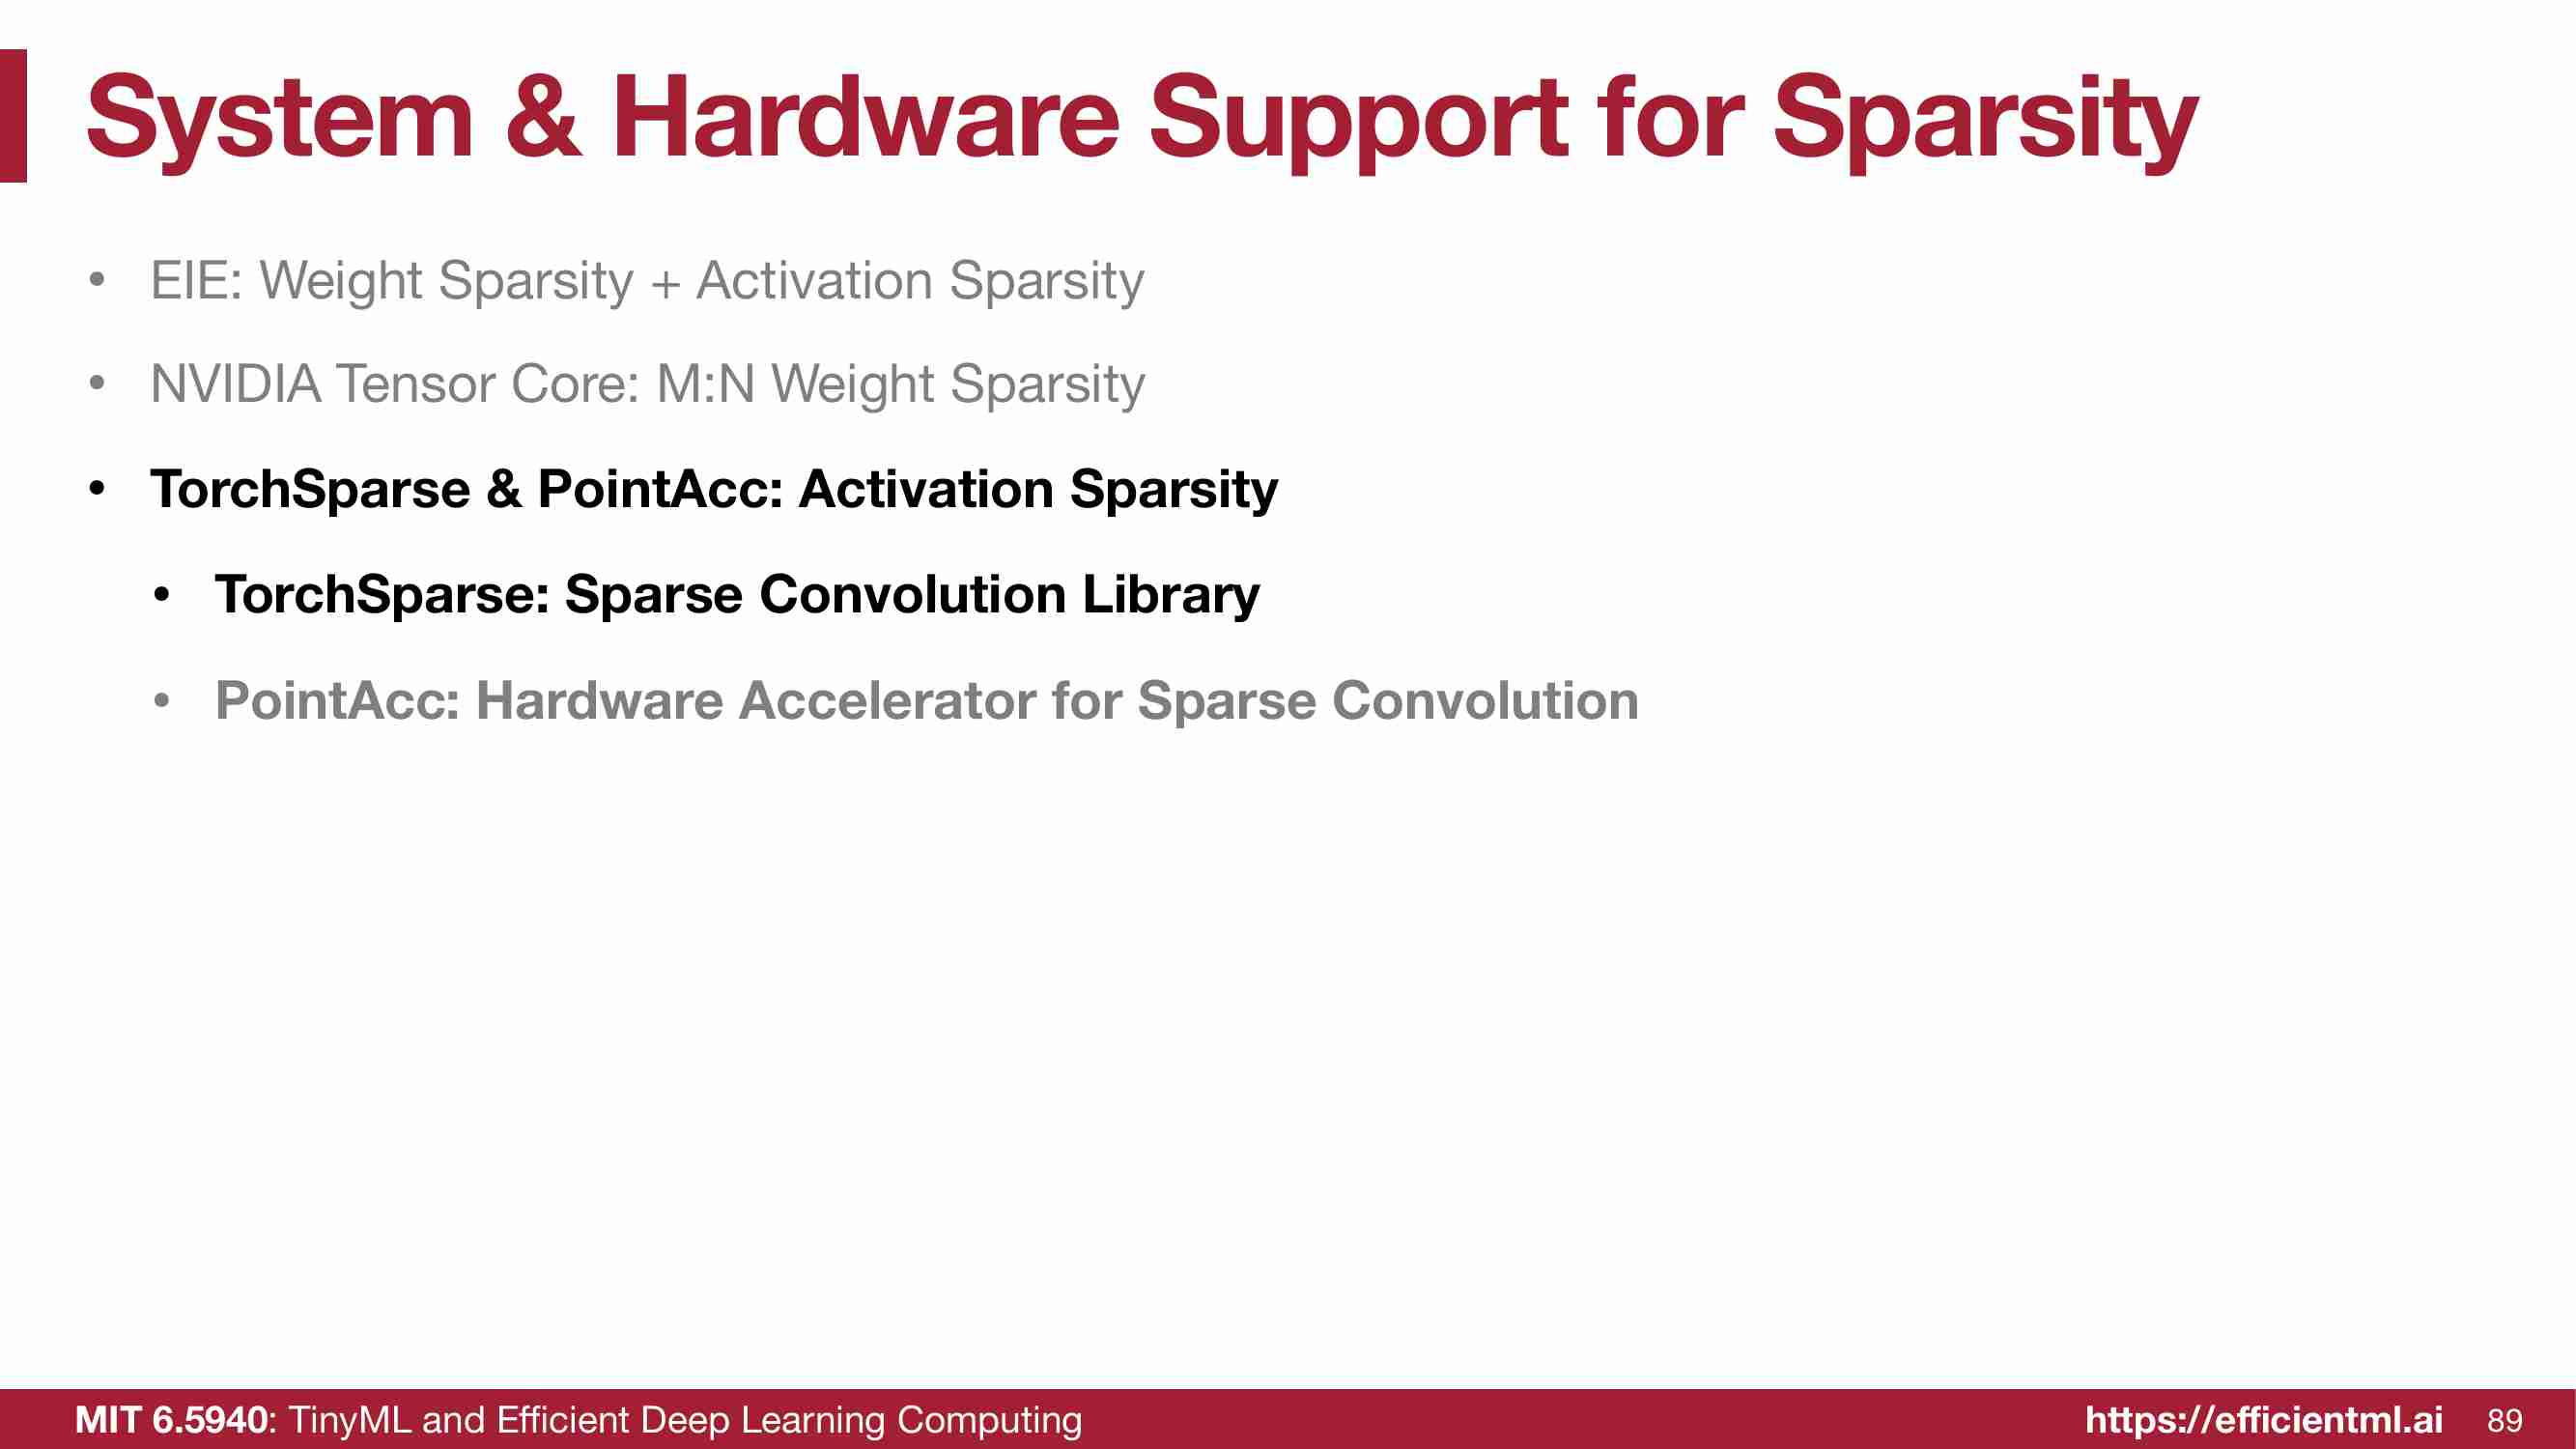 System & Hardware Support for Sparsity
• EIE: Weight Sparsity + Activation Sparsity
• NVIDIA Tensor Core: M:N Weight Sparsity
• TorchSparse & PointAcc: Activation Sparsity
• TorchSparse: Sparse Convolution Library
• PointAcc: Hardware Accelerator for Sparse Convolution
MIT 6.5940: TinyML and Efficient Deep Learning Computing https://efficientml.ai 89